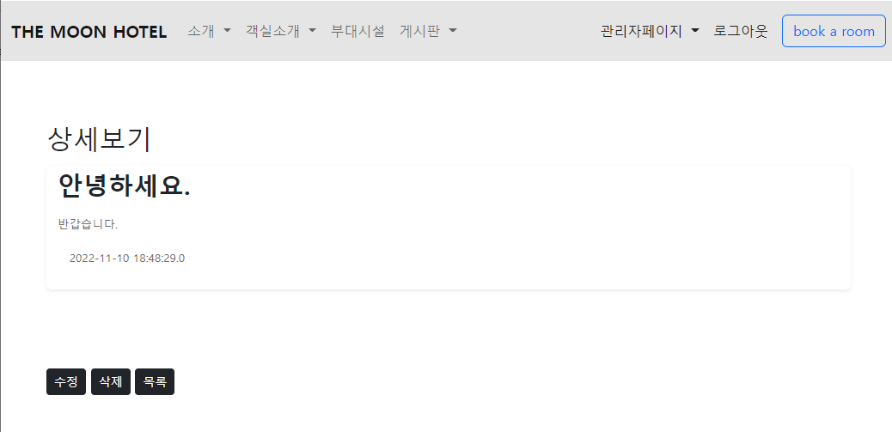 THE MOON HOTEL 소개 객실소개 부대시설 게시판 관리자페이지 로그아웃 book a room
상세보기
안녕하세요.
반갑습니다.
2022-11-10 18:48:29.0
수정 삭제 목록